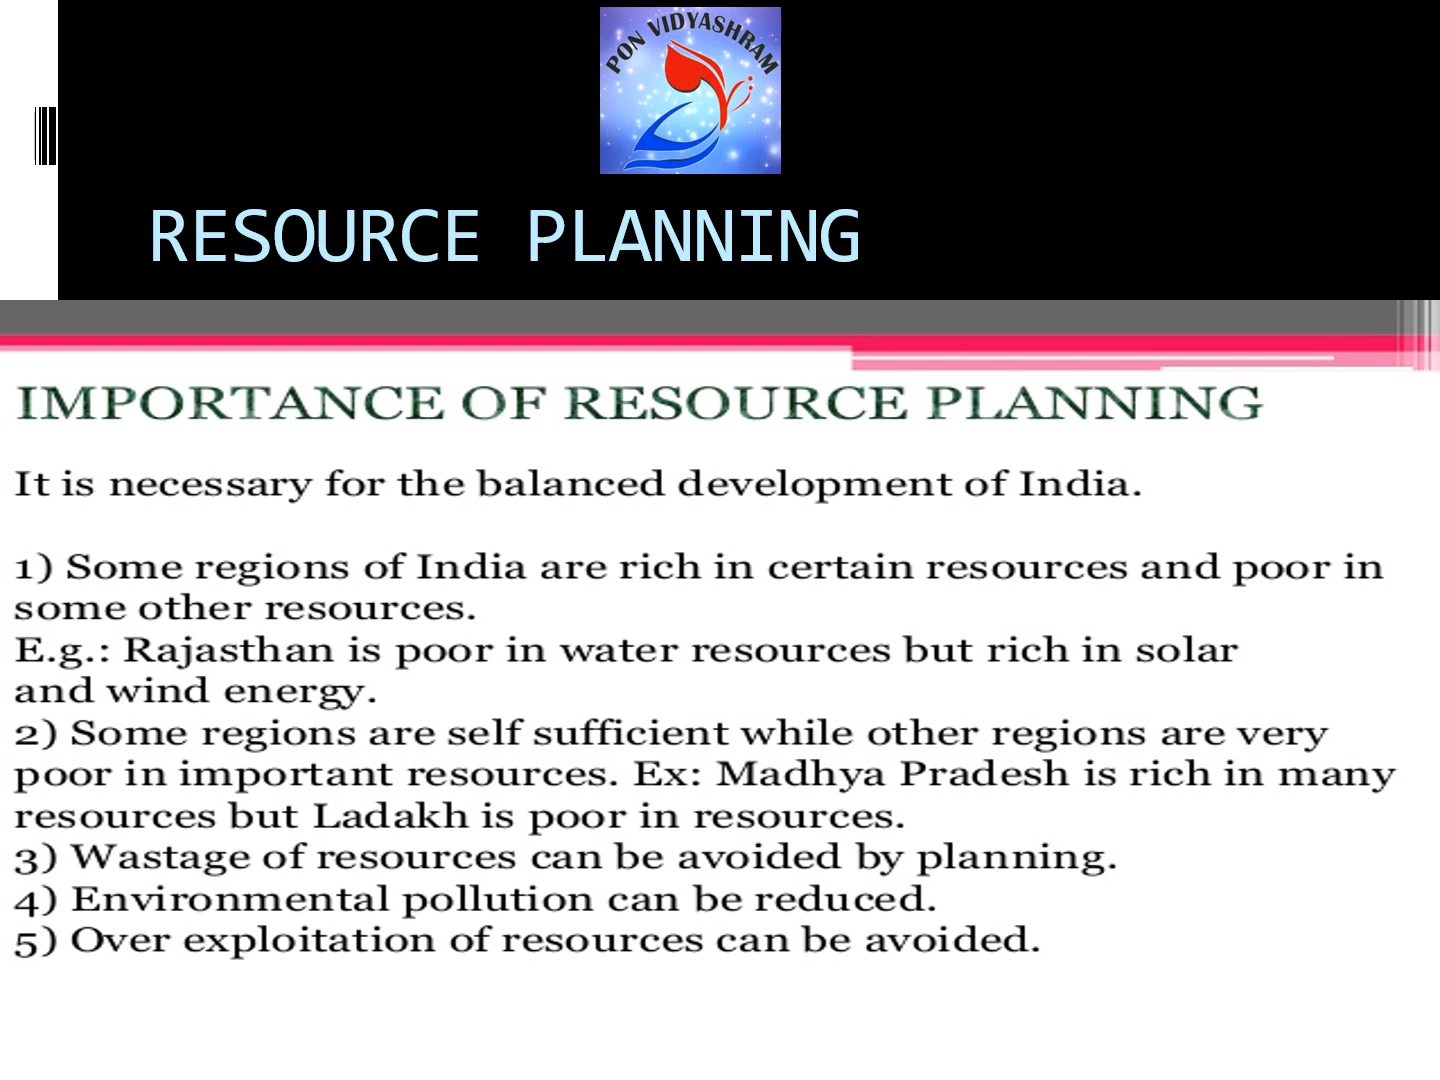 PON VIDYASHRAM
RESOURCE PLANNING
IMPORTANCE OF RESOURCE PLANNING
It is necessary for the balanced development of India.
1) Some regions of India are rich in certain resources and poor in
some other resources.
E.g.: Rajasthan is poor in water resources but rich in solar
and wind energy.
2) Some regions are self sufficient while other regions are very
poor in important resources. Ex: Madhya Pradesh is rich in many
resources but Ladakh is poor in resources.
3) Wastage of resources can be avoided by planning.
4) Environmental pollution can be reduced.
5) Over exploitation of resources can be avoided.